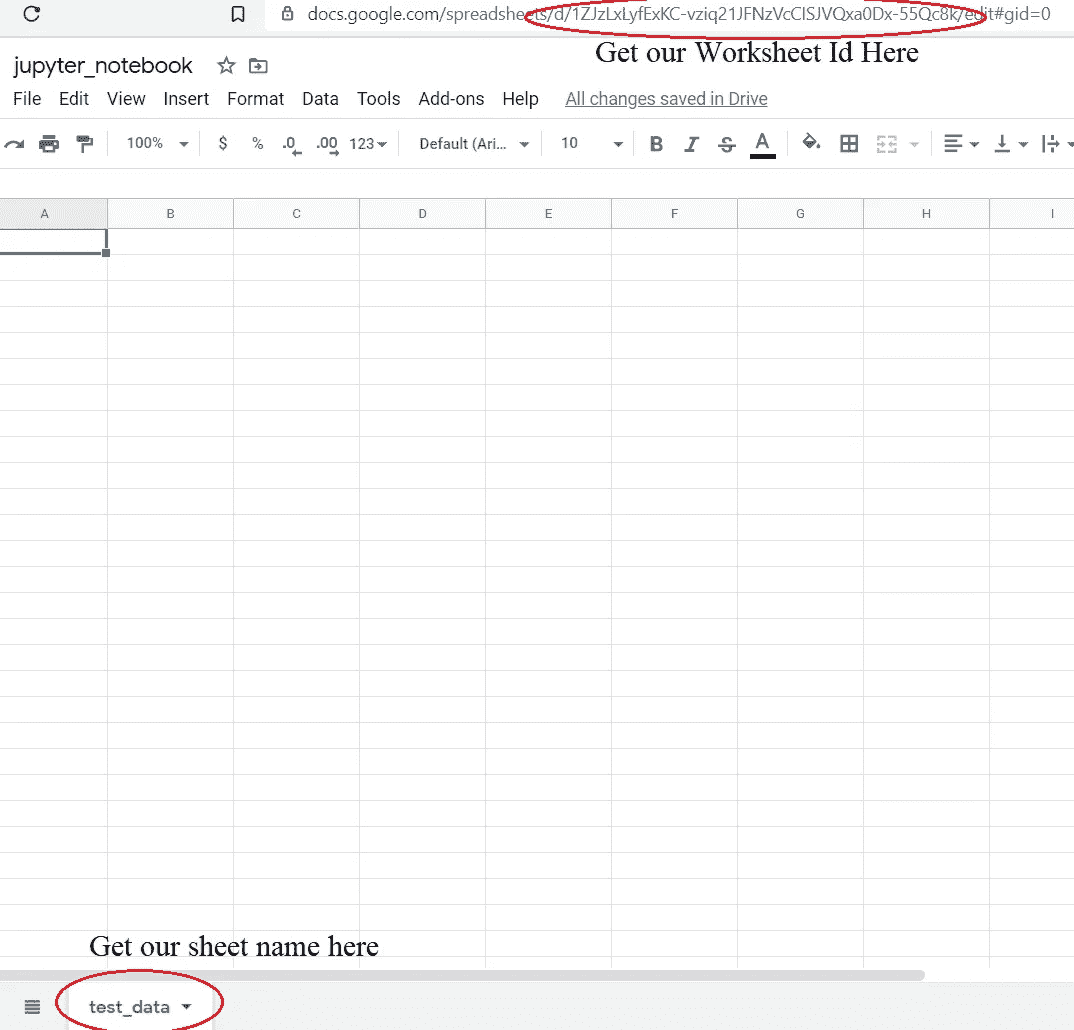 docs.google.com/spreadsheets/d/1ZJzLxLyfExKC-vziq21JFNzVcClSJVQxa0Dx-55Qc8k/edit#gid=0
Get our Worksheet Id Here
jupyter_notebook
File Edit View Insert Format Data Tools Add-ons Help All changes saved in Drive
100% $ % .0 .00 123 Default (Ari... 10 B I S A
A B C D E F G H I
Get our sheet name here
test_data